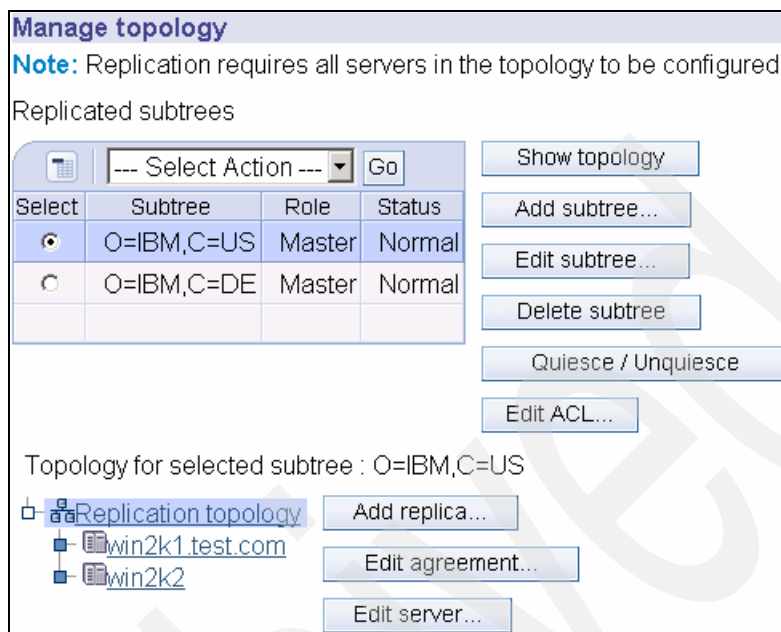 Manage topology
Note: Replication requires all servers in the topology to be configured
Replicated subtrees
--- Select Action --- Go
Select Subtree Role Status
O=IBM,C=US Master Normal
O=IBM,C=DE Master Normal
Show topology
Add subtree...
Edit subtree...
Delete subtree
Quiesce / Unquiesce
Edit ACL...
Topology for selected subtree : O=IBM,C=US
Replication topology
win2k1.test.com
win2k2
Add replica...
Edit agreement...
Edit server...